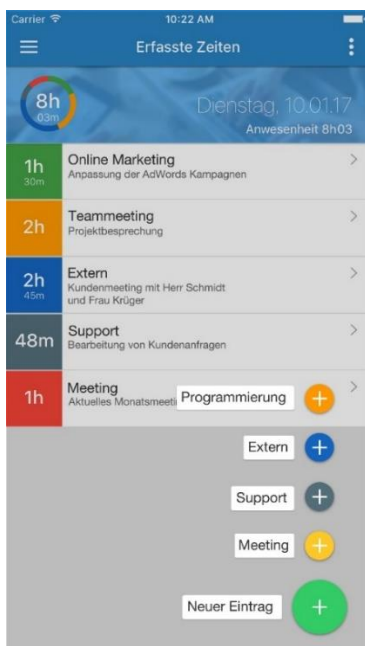 Carrier 10:22 AM
Erfasste Zeiten
8h
03m
Dienstag, 10.01.17
Anwesenheit 8h03
1h
30m
Online Marketing
Anpassung der AdWords Kampagnen
2h
Teammeeting
Projektbesprechung
2h
45m
Extern
Kundenmeeting mit Herr Schmidt
und Frau Krüger
48m
Support
Bearbeitung von Kundenanfragen
1h
Meeting
Aktuelles Monatsmeeti
Programmierung
Extern
Support
Meeting
Neuer Eintrag